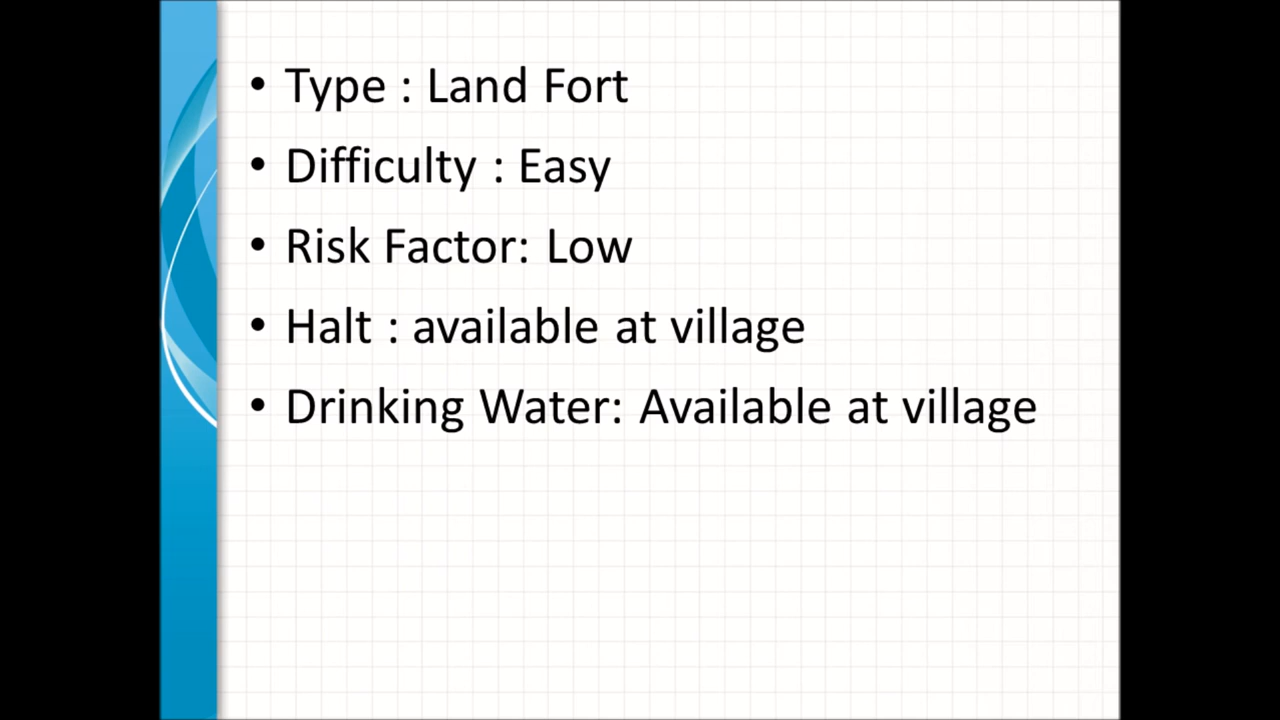 • Type : Land Fort
• Difficulty : Easy
• Risk Factor: Low
• Halt : available at village
• Drinking Water: Available at village